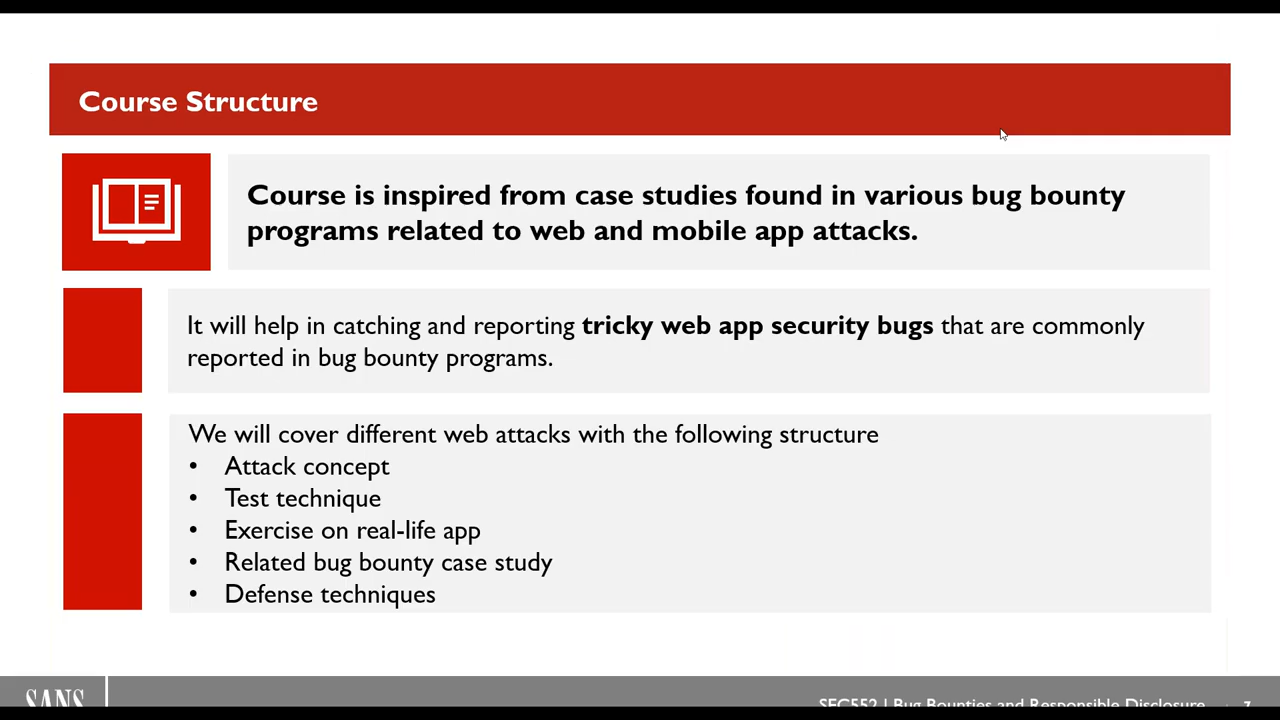 Course Structure
Course is inspired from case studies found in various bug bounty
programs related to web and mobile app attacks.
It will help in catching and reporting tricky web app security bugs that are commonly
reported in bug bounty programs.
We will cover different web attacks with the following structure
• Attack concept
• Test technique
• Exercise on real-life app
• Related bug bounty case study
• Defense techniques
SANS
SEC552 | Bug Bounties and Responsible Disclosure 7